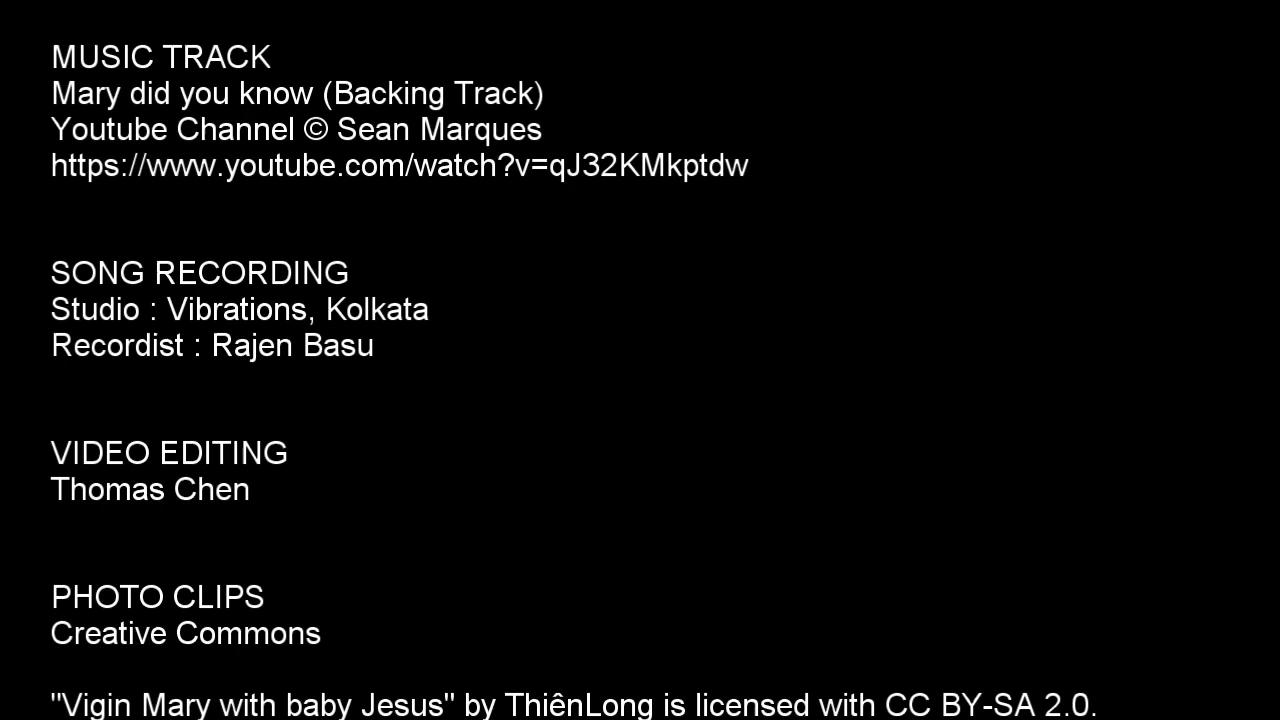 MUSIC TRACK
Mary did you know (Backing Track)
Youtube Channel © Sean Marques
https://www.youtube.com/watch?v=qJ32KMkptdw
SONG RECORDING
Studio : Vibrations, Kolkata
Recordist : Rajen Basu
VIDEO EDITING
Thomas Chen
PHOTO CLIPS
Creative Commons
"Vigin Mary with baby Jesus" by ThiênLong is licensed with CC BY-SA 2.0.